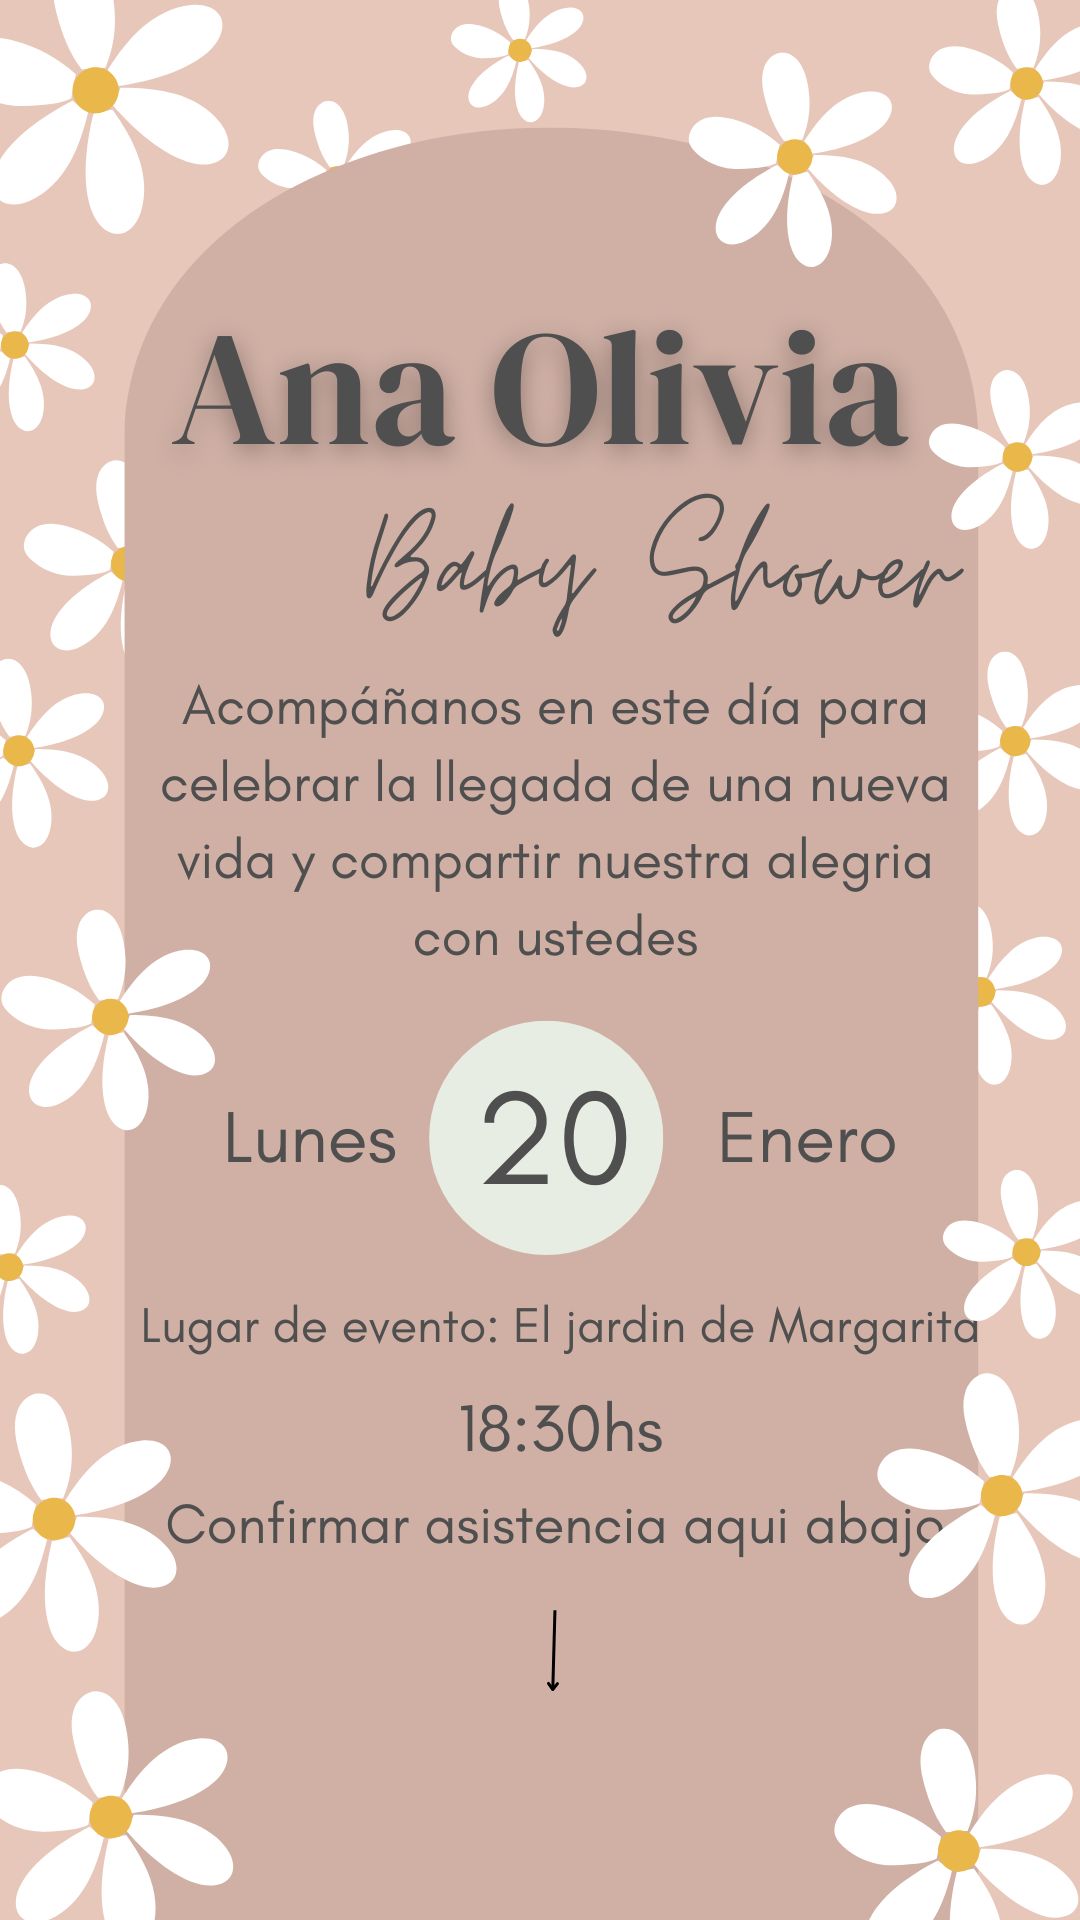 Ana Olivia
Baby Shower
Acompáñanos en este día para
celebrar la llegada de una nueva
vida y compartir nuestra alegria
con ustedes
Lunes 20 Enero
Lugar de evento: El jardin de Margarita
18:30hs
Confirmar asistencia aqui abajo